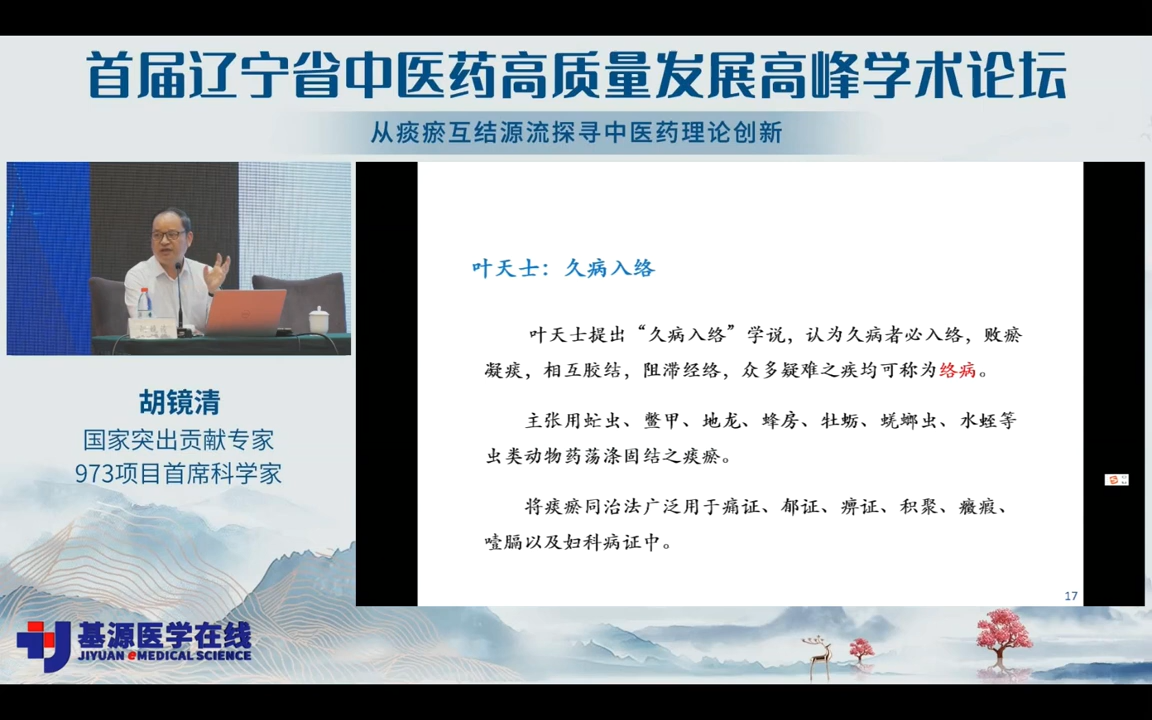 首届辽宁省中医药高质量发展高峰学术论坛
从痰瘀互结源流探寻中医药理论创新
胡镜清
国家突出贡献专家
973项目首席科学家
叶天士：久病入络
叶天士提出“久病入络”学说，认为久病者必入络，败瘀
凝痰，相互胶结，阻滞经络，众多疑难之疾均可称为络病。
主张用虻虫、鳖甲、地龙、蜂房、牡蛎、蜣螂虫、水蛭等
虫类动物药荡涤固结之痰瘀。
将痰瘀同治法广泛用于痛证、郁证、痹证、积聚、癥瘕、
噎膈以及妇科病证中。
17
基源医学在线
JIYUAN eMEDICAL SCIENCE